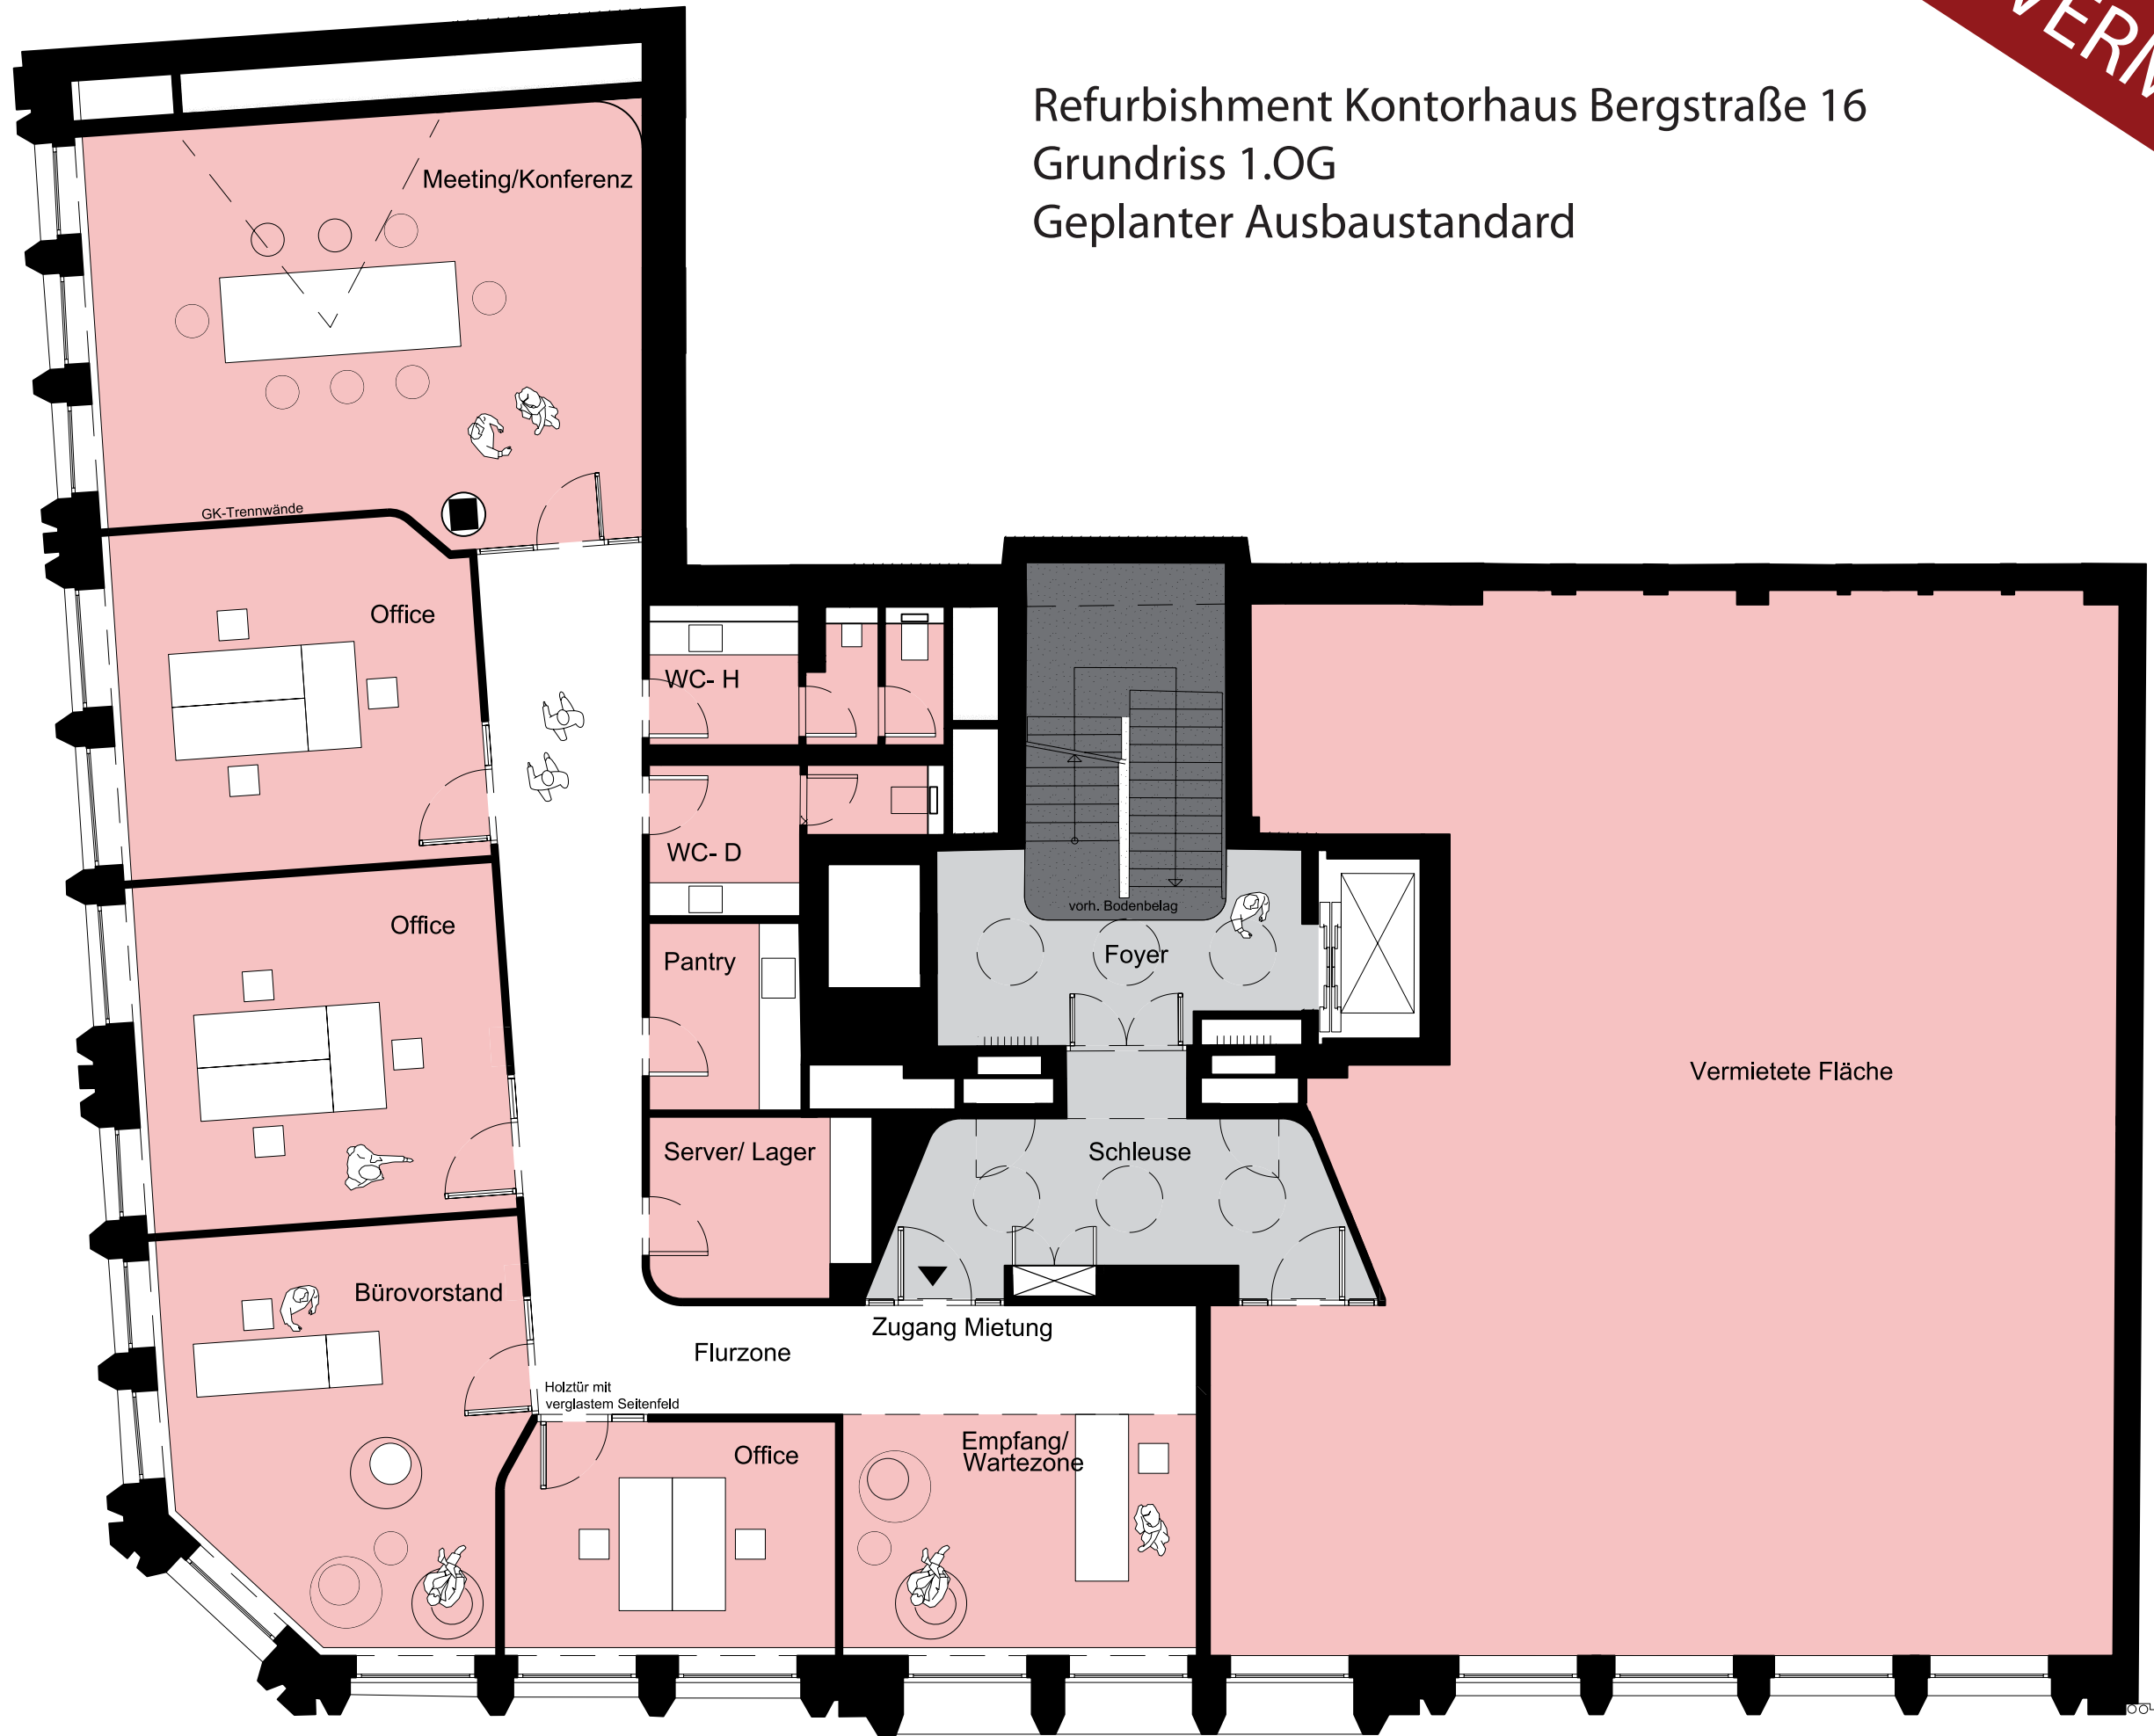 Refurbishment Kontorhaus Bergstraße 16
Grundriss 1.OG
Geplanter Ausbaustandard
Meeting/Konferenz
GK-Trennwände
Office
WC- H
WC- D
vorh. Bodenbelag
Office
Foyer
Pantry
Vermietete Fläche
Server/ Lager
Schleuse
Bürovorstand
Zugang Mietung
Flurzone
Holztür mit
verglastem Seitenfeld
Office
Empfang/
Wartezone